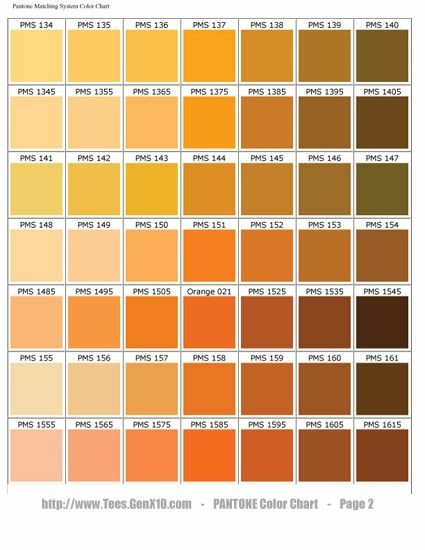 Pantone Matching System Color Chart
PMS 134 PMS 135 PMS 136 PMS 137 PMS 138 PMS 139 PMS 140
PMS 1345 PMS 1355 PMS 1365 PMS 1375 PMS 1385 PMS 1395 PMS 1405
PMS 141 PMS 142 PMS 143 PMS 144 PMS 145 PMS 146 PMS 147
PMS 148 PMS 149 PMS 150 PMS 151 PMS 152 PMS 153 PMS 154
PMS 1485 PMS 1495 PMS 1505 Orange 021 PMS 1525 PMS 1535 PMS 1545
PMS 155 PMS 156 PMS 157 PMS 158 PMS 159 PMS 160 PMS 161
PMS 1555 PMS 1565 PMS 1575 PMS 1585 PMS 1595 PMS 1605 PMS 1615
http://www.Tees.GenX10.com - PANTONE Color Chart - Page 2